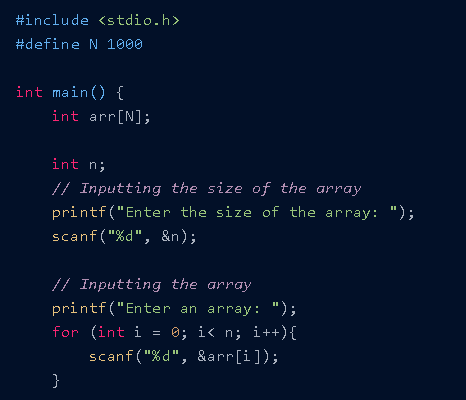 #include <stdio.h>
#define N 1000

int main() {
    int arr[N];

    int n;
    // Inputting the size of the array
    printf("Enter the size of the array: ");
    scanf("%d", &n);

    // Inputting the array
    printf("Enter an array: ");
    for (int i = 0; i< n; i++){
        scanf("%d", &arr[i]);
    }